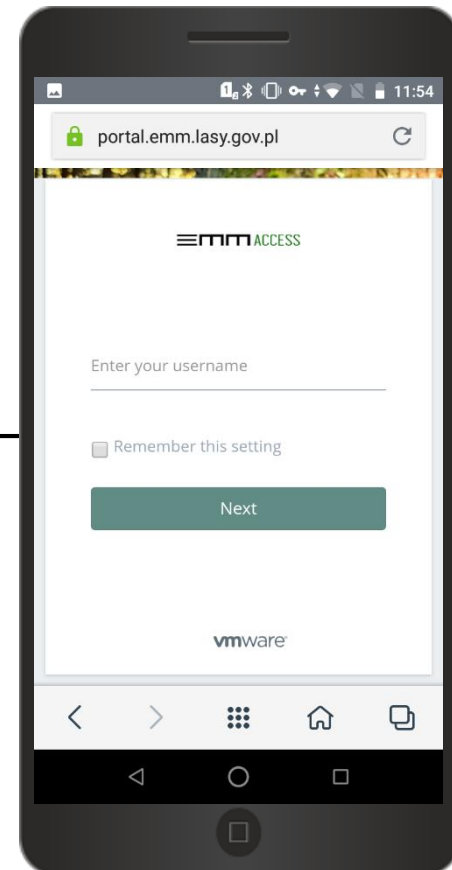 11:54
portal.emm.lasy.gov.pl
emm ACCESS
Enter your username
Remember this setting
Next
vmware